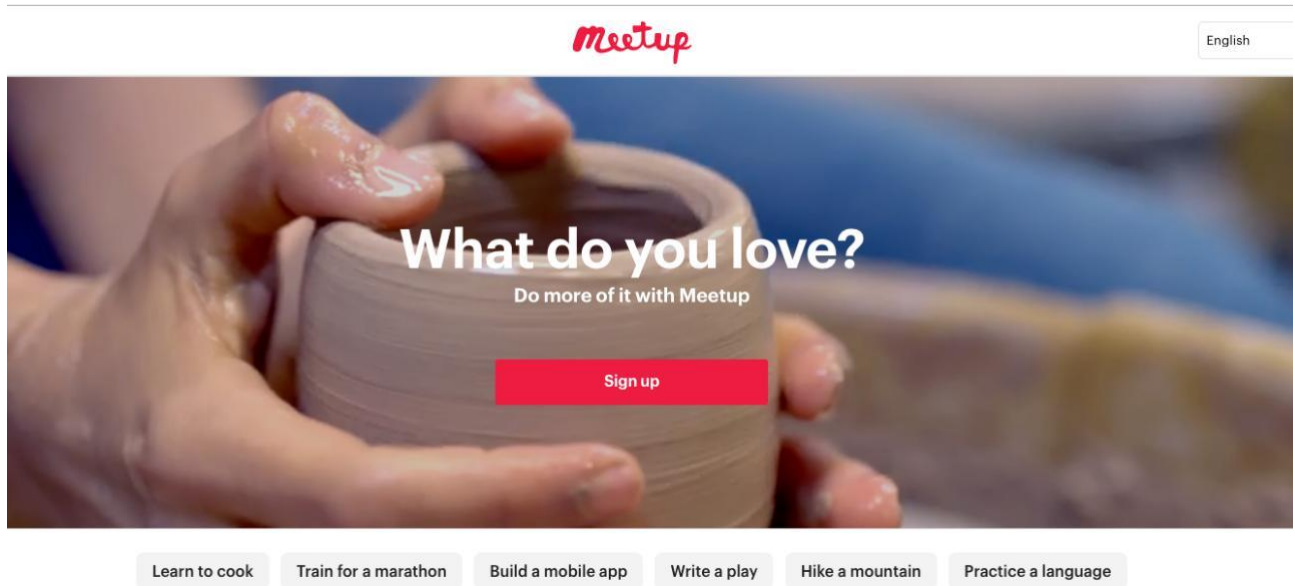 Meetup
English
What do you love?
Do more of it with Meetup
Sign up
Learn to cook
Train for a marathon
Build a mobile app
Write a play
Hike a mountain
Practice a language